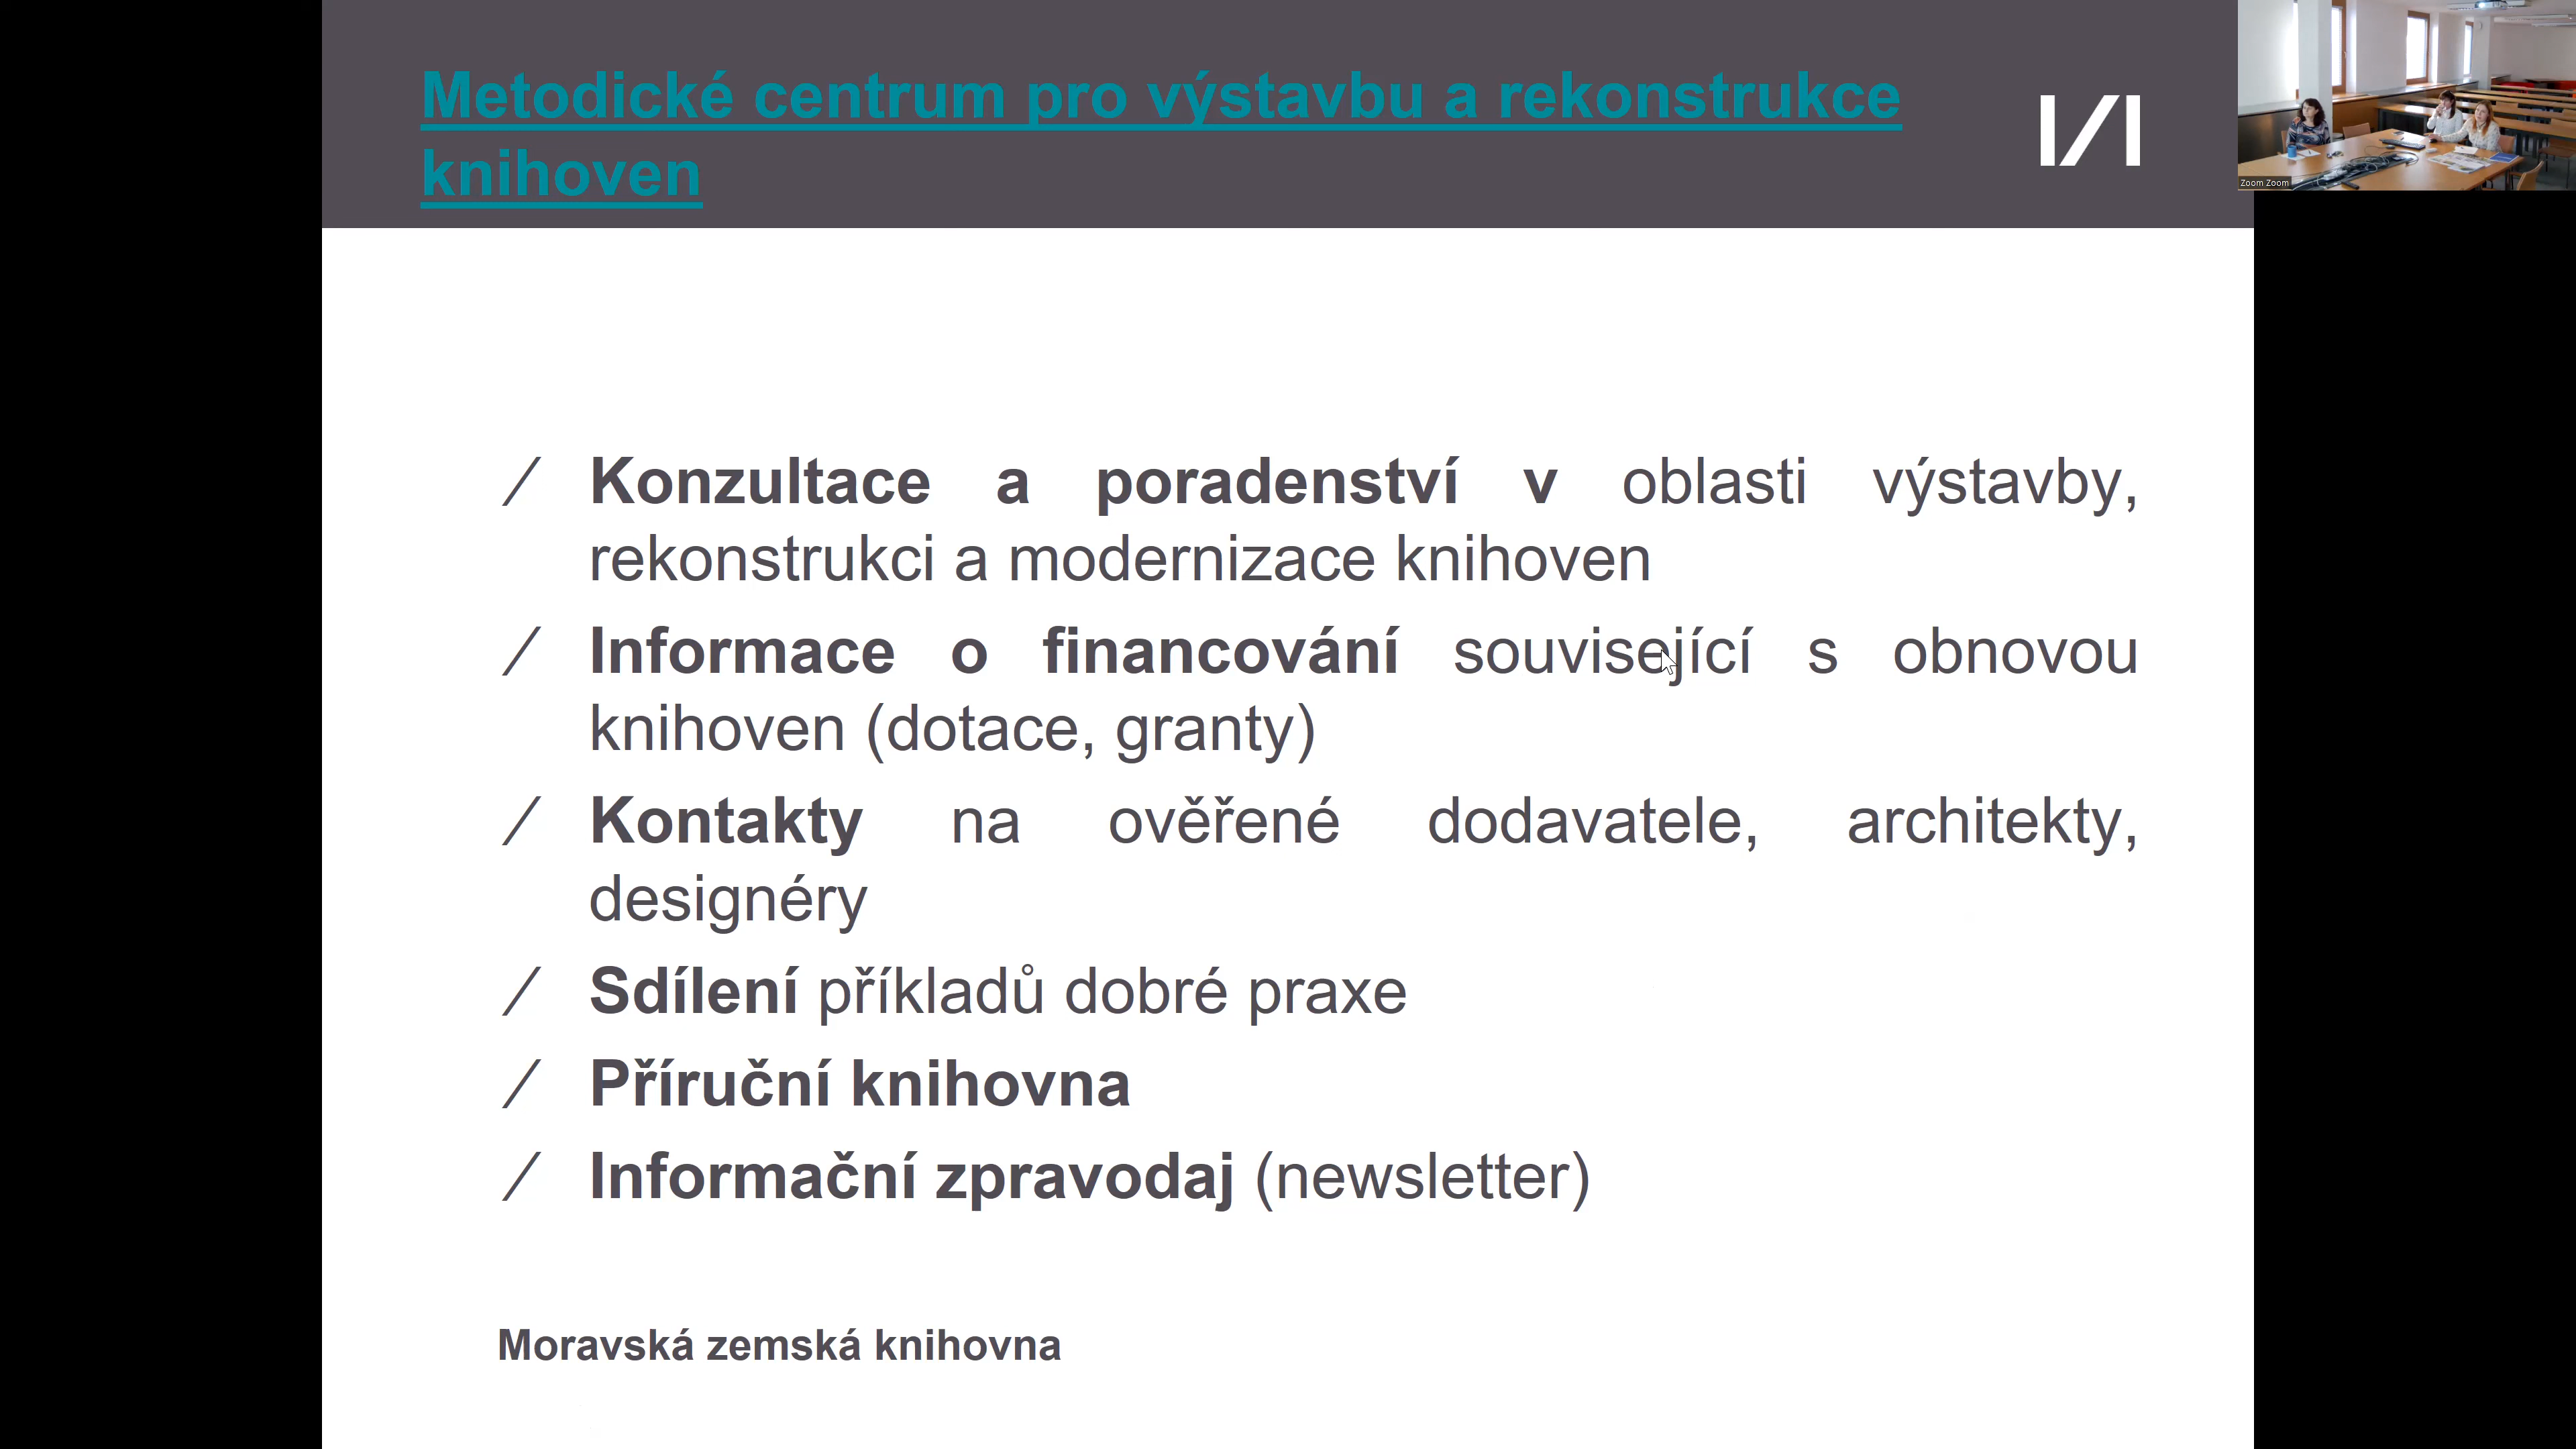 Metodické centrum pro výstavbu a rekonstrukce
knihoven
Zoom Zoom
/ Konzultace a poradenství v oblasti výstavby,
rekonstrukci a modernizace knihoven
/ Informace o financování související s obnovou
knihoven (dotace, granty)
/ Kontakty na ověřené dodavatele, architekty,
designéry
/ Sdílení příkladů dobré praxe
/ Příruční knihovna
/ Informační zpravodaj (newsletter)
Moravská zemská knihovna